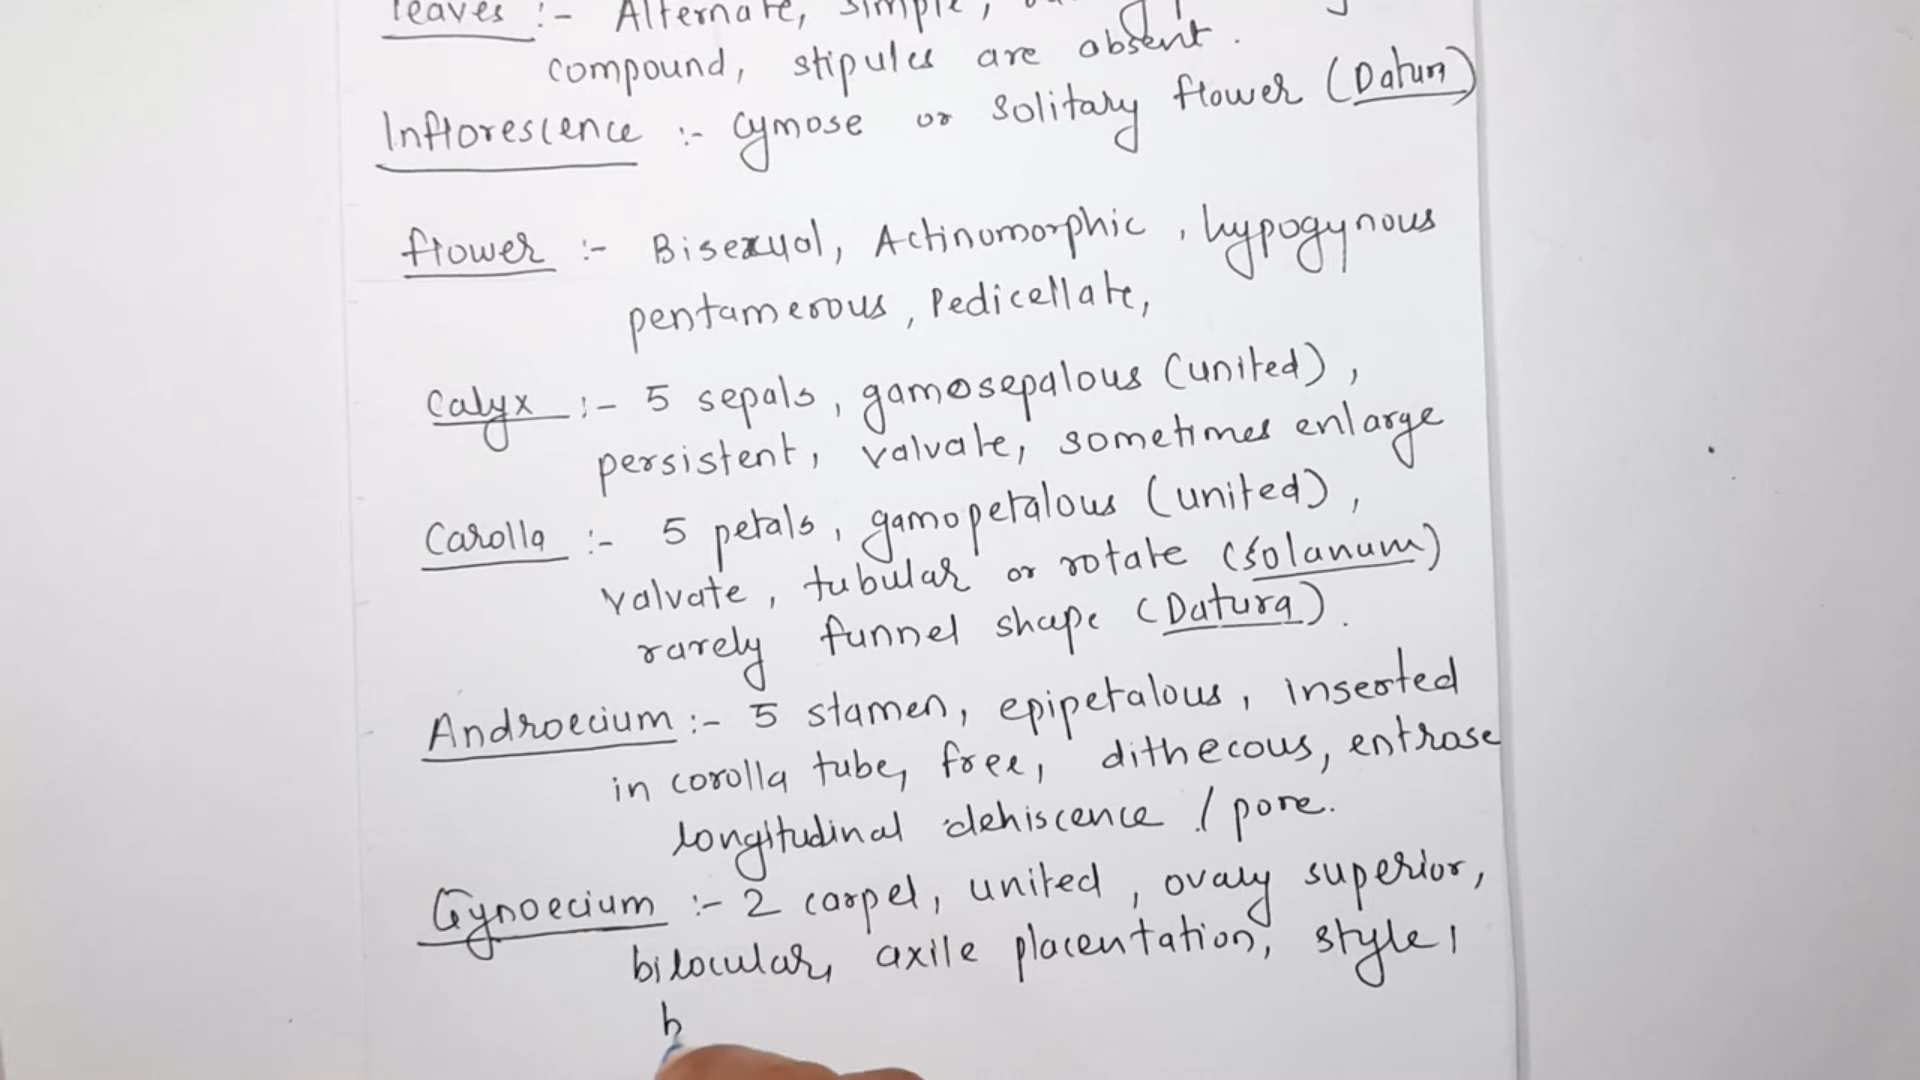 leaves :- Alternate, simple,
compound, stipules are absent.
Inflorescence :- Cymose or solitary flower (Datura)
flower :- Bisexual, Actinomorphic, hypogynous
pentamerous, Pedicellate,
Calyx :- 5 sepals, gamosepalous (united),
persistent, valvate, sometimes enlarge
Carolla :- 5 petals, gamopetalous (united),
valvate, tubular or rotate (Solanum)
rarely funnel shape (Datura).
Androecium :- 5 stamen, epipetalous, inserted
in corolla tube, free, dithecous, entrose
longitudinal dehiscence / pore.
Gynoecium :- 2 carpel, united, ovary superior,
bilocular, axile placentation, style 1
b